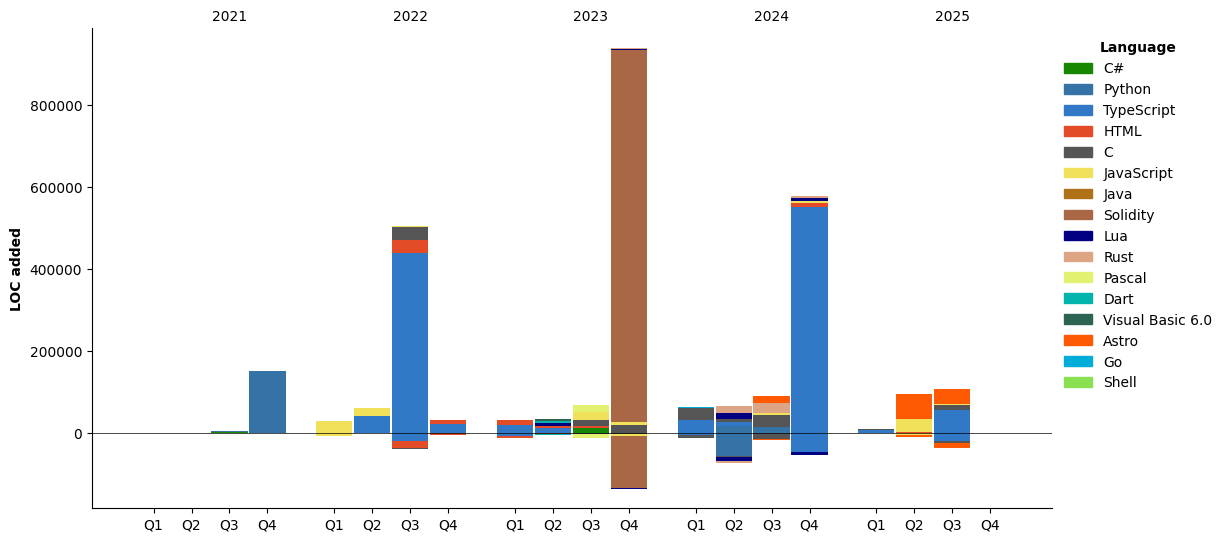 2021 2022 2023 2024 2025
Language
C#
Python
TypeScript
HTML
C
JavaScript
Java
Solidity
Lua
Rust
Pascal
Dart
Visual Basic 6.0
Astro
Go
Shell
LOC added
800000
600000
400000
200000
0
Q1 Q2 Q3 Q4 Q1 Q2 Q3 Q4 Q1 Q2 Q3 Q4 Q1 Q2 Q3 Q4 Q1 Q2 Q3 Q4